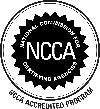 NATIONAL COMMISSION FOR
NCCA
CERTIFYING AGENCIES
NCCA ACCREDITED PROGRAM